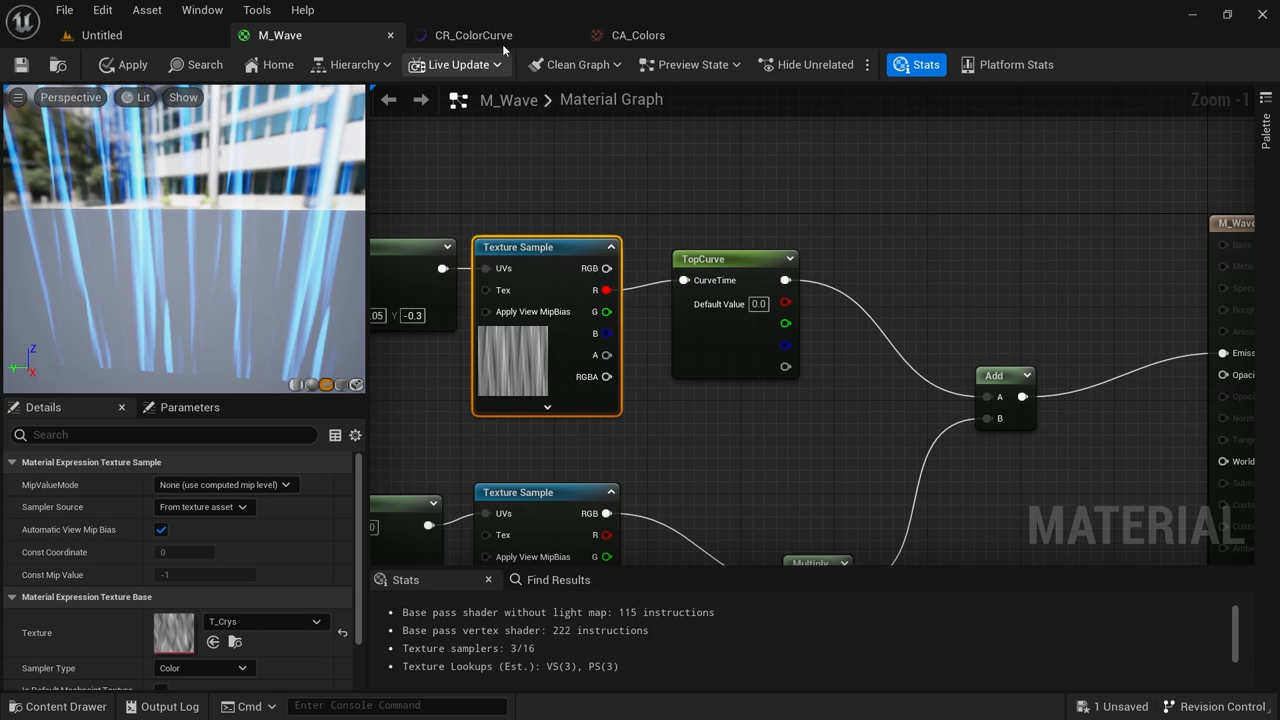 File Edit Asset Window Tools Help
Untitled M_Wave CR_ColorCurve CA_Colors
Apply Search Home Hierarchy Live Update Clean Graph Preview State Hide Unrelated Stats Platform Stats
Perspective Lit Show
M_Wave > Material Graph
Zoom -1
Palette
Z
Y
X
Texture Sample
UVs RGB
Tex R
Apply View MipBias G
B
A
RGBA
.05 Y -0.3
TopCurve
CurveTime
Default Value 0.0
Add
A
B
M_Wave
Base
Emiss
Opaci
World
Texture Sample
UVs RGB
Tex R
Apply View MipBias G
0
Multiply
MATERIAL
Details Parameters
Search
Material Expression Texture Sample
MipValueMode None (use computed mip level)
Sampler Source From texture asset
Automatic View Mip Bias
Const Coordinate 0
Const Mip Value -1
Material Expression Texture Base
Texture T_Crys
Sampler Type Color
Stats Find Results
• Base pass shader without light map: 115 instructions
• Base pass vertex shader: 222 instructions
• Texture samplers: 3/16
• Texture Lookups (Est.): VS(3), PS(3)
Content Drawer Output Log Cmd Enter Console Command 1 Unsaved Revision Control